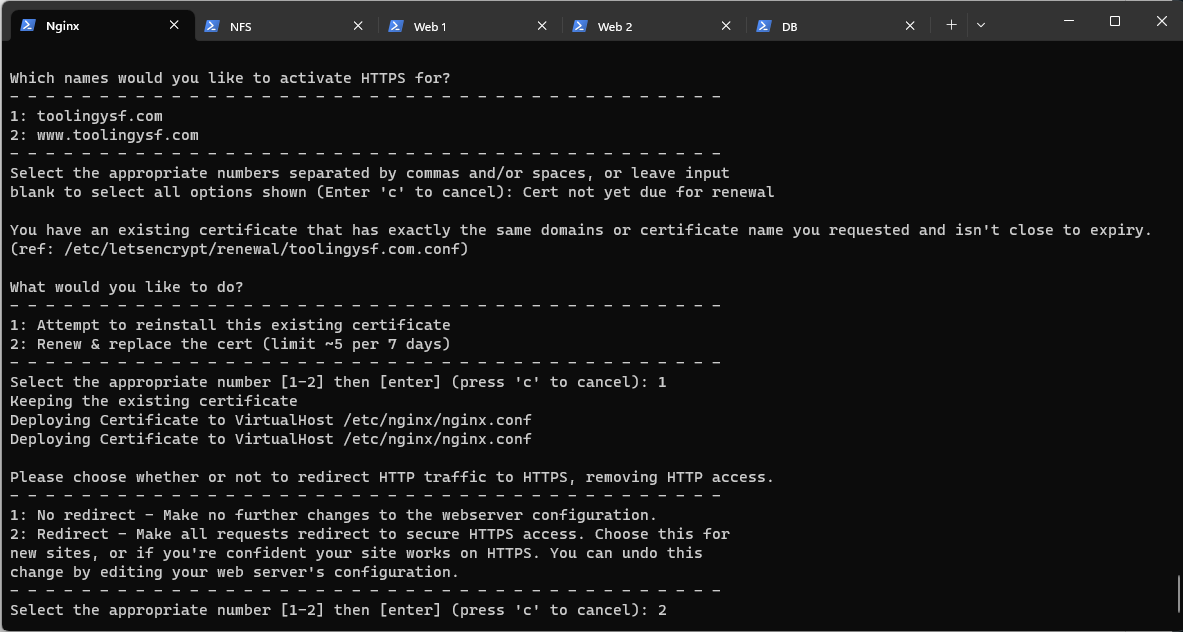 Nginx
NFS
Web 1
Web 2
DB
Which names would you like to activate HTTPS for?
- - - - - - - - - - - - - - - - - - - - - - - - - - - - - - - - - - - - - - - -
1: toolingysf.com
2: www.toolingysf.com
- - - - - - - - - - - - - - - - - - - - - - - - - - - - - - - - - - - - - - - -
Select the appropriate numbers separated by commas and/or spaces, or leave input
blank to select all options shown (Enter 'c' to cancel): Cert not yet due for renewal
You have an existing certificate that has exactly the same domains or certificate name you requested and isn't close to expiry.
(ref: /etc/letsencrypt/renewal/toolingysf.com.conf)
What would you like to do?
- - - - - - - - - - - - - - - - - - - - - - - - - - - - - - - - - - - - - - - -
1: Attempt to reinstall this existing certificate
2: Renew & replace the cert (limit ~5 per 7 days)
- - - - - - - - - - - - - - - - - - - - - - - - - - - - - - - - - - - - - - - -
Select the appropriate number [1-2] then [enter] (press 'c' to cancel): 1
Keeping the existing certificate
Deploying Certificate to VirtualHost /etc/nginx/nginx.conf
Deploying Certificate to VirtualHost /etc/nginx/nginx.conf
Please choose whether or not to redirect HTTP traffic to HTTPS, removing HTTP access.
- - - - - - - - - - - - - - - - - - - - - - - - - - - - - - - - - - - - - - - -
1: No redirect - Make no further changes to the webserver configuration.
2: Redirect - Make all requests redirect to secure HTTPS access. Choose this for
new sites, or if you're confident your site works on HTTPS. You can undo this
change by editing your web server's configuration.
- - - - - - - - - - - - - - - - - - - - - - - - - - - - - - - - - - - - - - - -
Select the appropriate number [1-2] then [enter] (press 'c' to cancel): 2